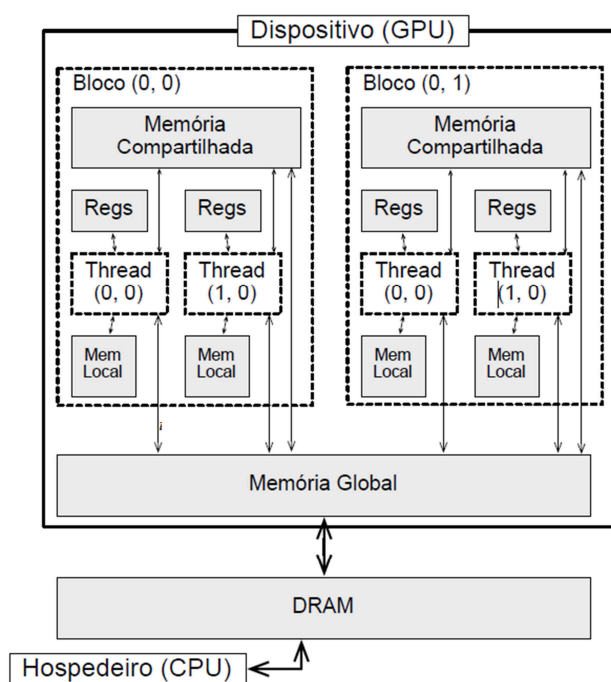 Dispositivo (GPU)
Bloco (0, 0)
Memória
Compartilhada
Regs
Regs
Thread
(0, 0)
Thread
(1, 0)
Mem
Local
Mem
Local
Bloco (0, 1)
Memória
Compartilhada
Regs
Regs
Thread
(0, 0)
Thread
(1, 0)
Mem
Local
Mem
Local
Memória Global
DRAM
Hospedeiro (CPU)